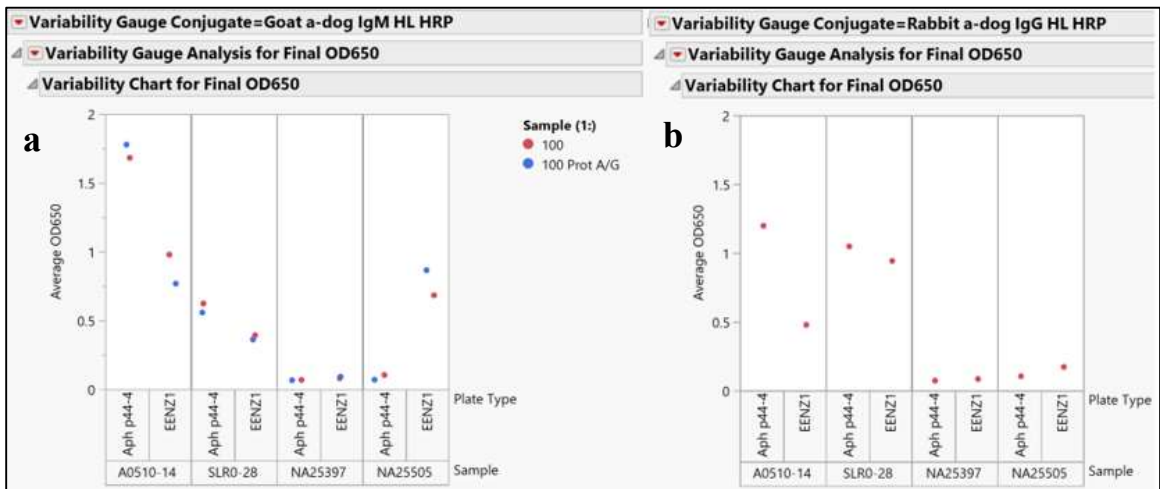 Variability Gauge Conjugate=Goat a-dog IgM HL HRP
Variability Gauge Analysis for Final OD650
Variability Chart for Final OD650
a
2
1.5
1
0.5
0
Average OD650
Sample (1:)
100
100 Prot A/G
Aph p44-4
EENZ1
Aph p44-4
EENZ1
Aph p44-4
EENZ1
Aph p44-4
EENZ1
Plate Type
A0510-14
SLR0-28
NA25397
NA25505
Sample
Variability Gauge Conjugate=Rabbit a-dog IgG HL HRP
Variability Gauge Analysis for Final OD650
Variability Chart for Final OD650
b
2
1.5
1
0.5
0
Average OD650
Aph p44-4
EENZ1
Aph p44-4
EENZ1
Aph p44-4
EENZ1
Aph p44-4
EENZ1
Plate Type
A0510-14
SLR0-28
NA25397
NA25505
Sample